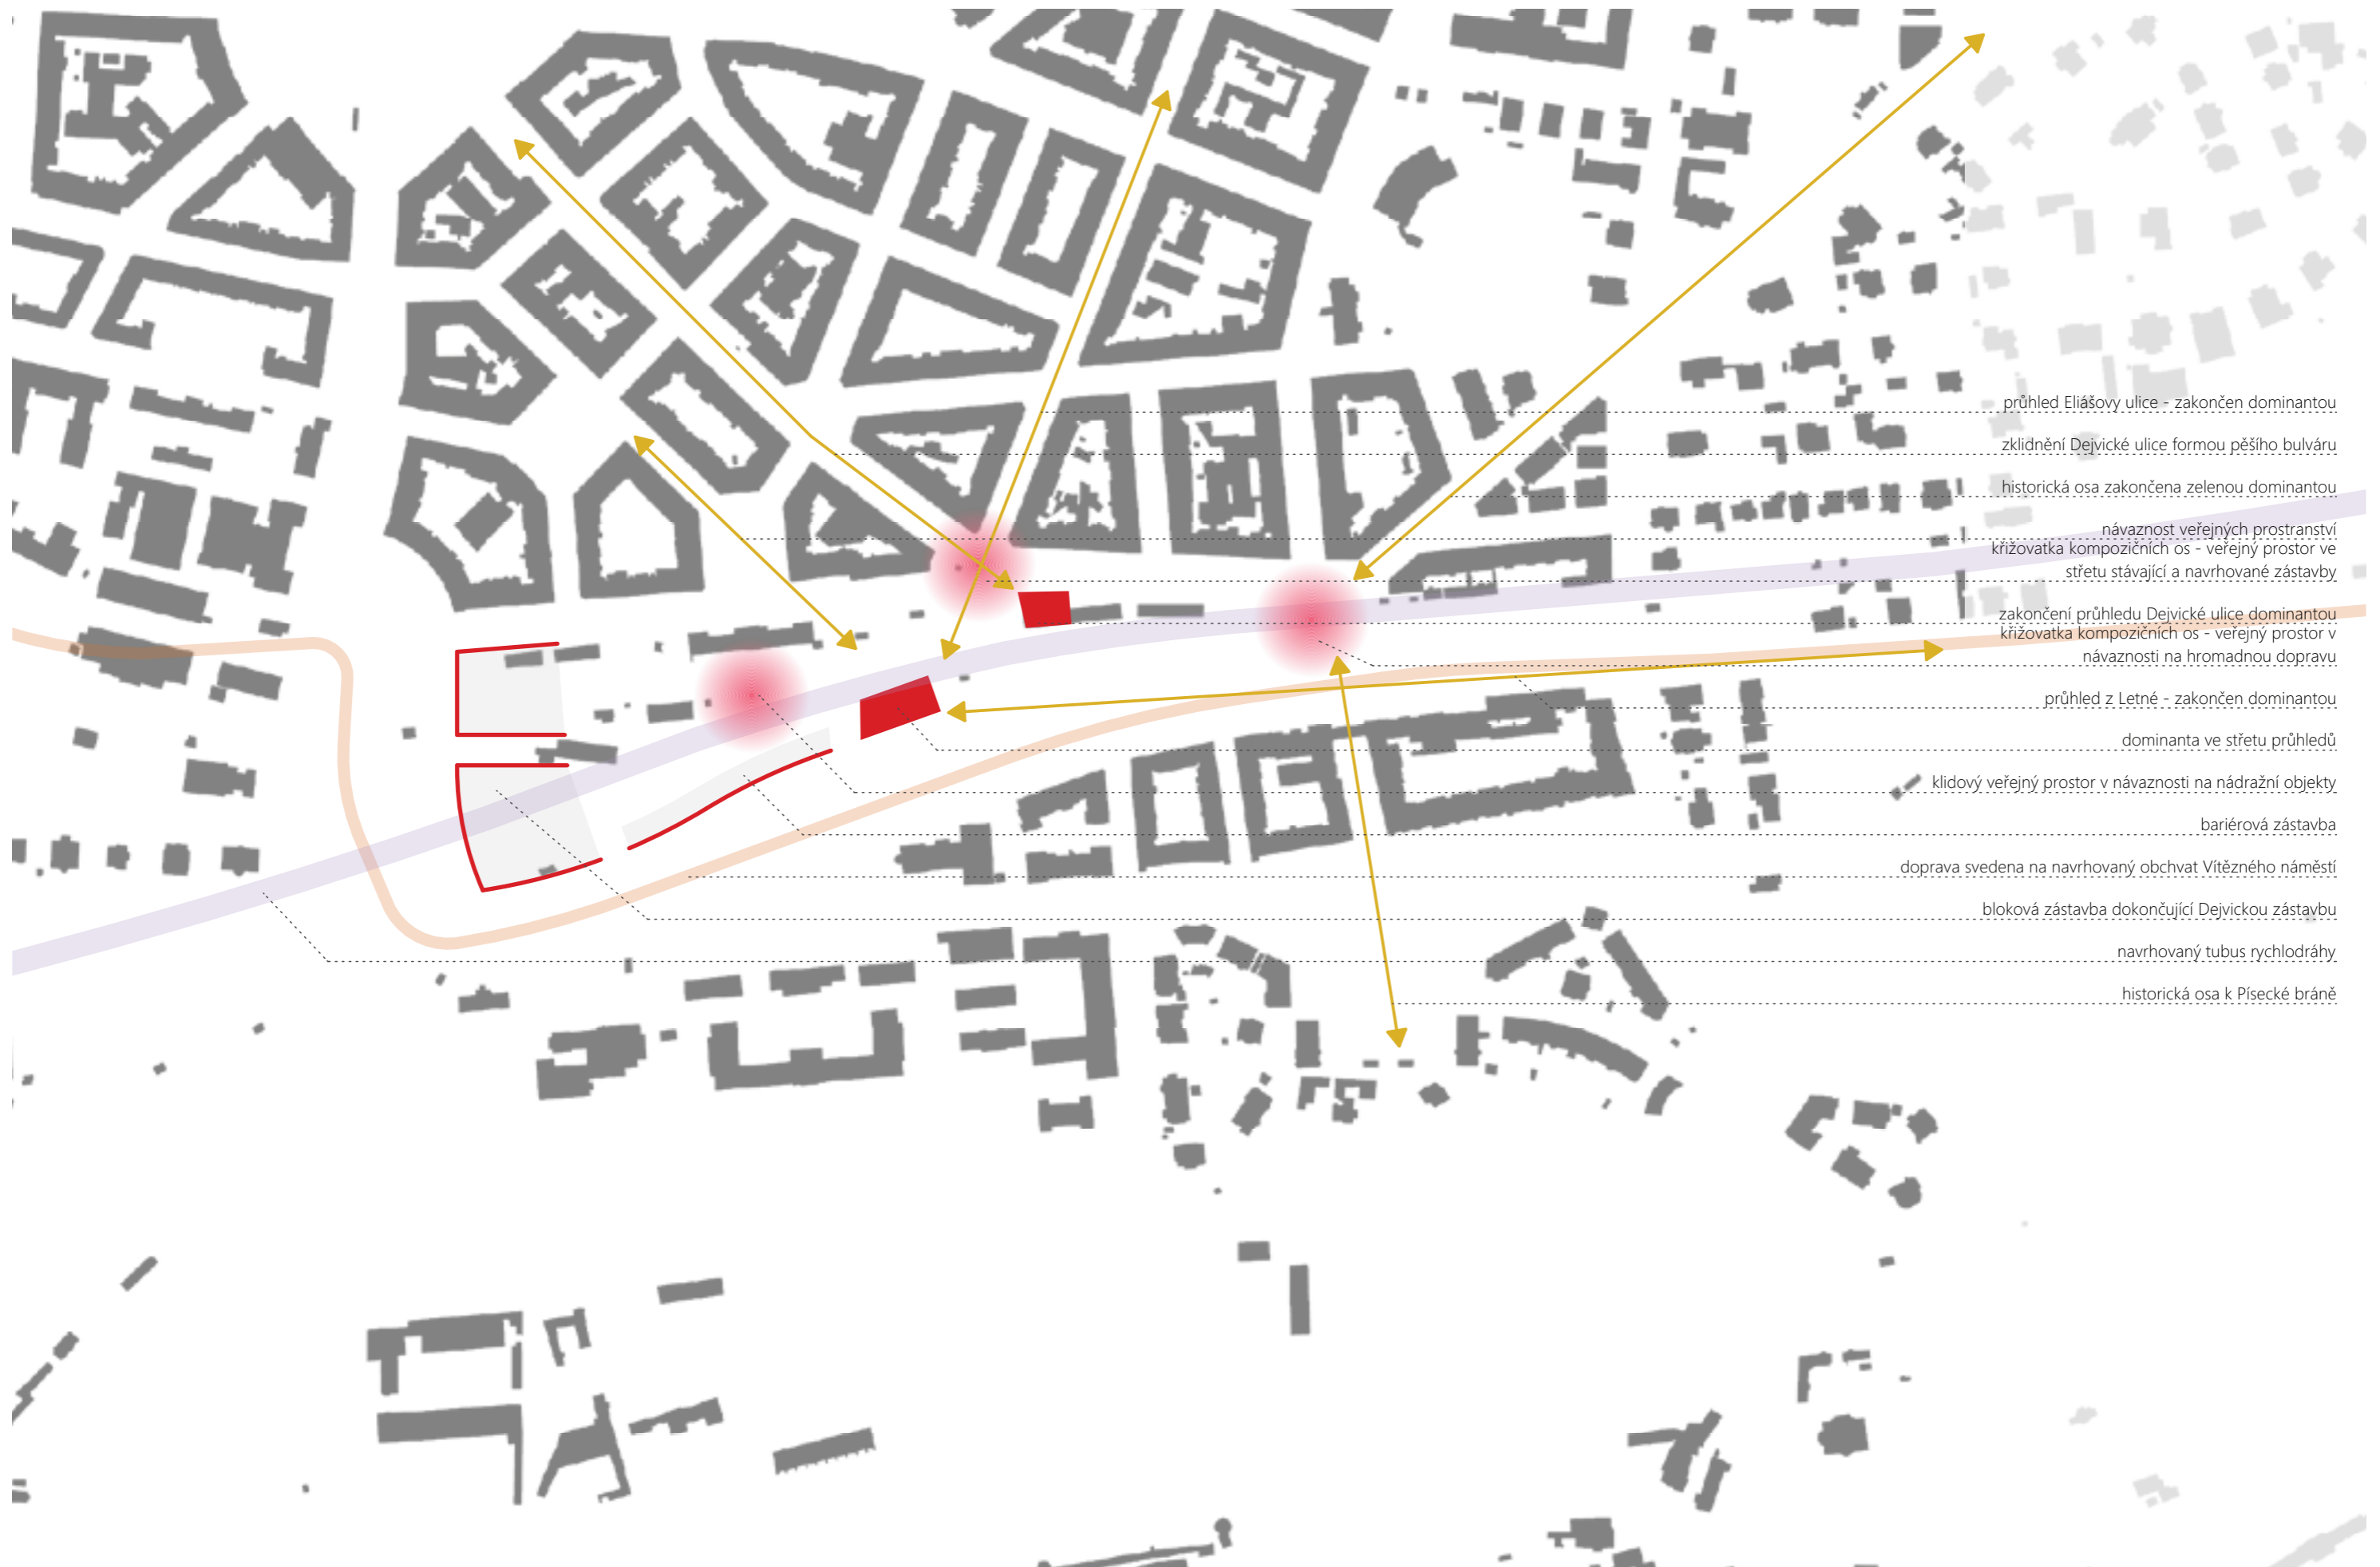 průhled Eliášovy ulice - zakončen dominantou
zklidnění Dejvické ulice formou pěšího bulváru
historická osa zakončena zelenou dominantou
návaznost veřejných prostranství
křižovatka kompozičních os - veřejný prostor ve
střetu stávající a navrhované zástavby
zakončení průhledu Dejvické ulice dominantou
křižovatka kompozičních os - veřejný prostor v
návaznosti na hromadnou dopravu
průhled z Letné - zakončen dominantou
dominanta ve střetu průhledů
klidový veřejný prostor v návaznosti na nádražní objekty
bariérová zástavba
doprava svedena na navrhovaný obchvat Vítězného náměstí
bloková zástavba dokončující Dejvickou zástavbu
navrhovaný tubus rychlodráhy
historická osa k Písecké bráně